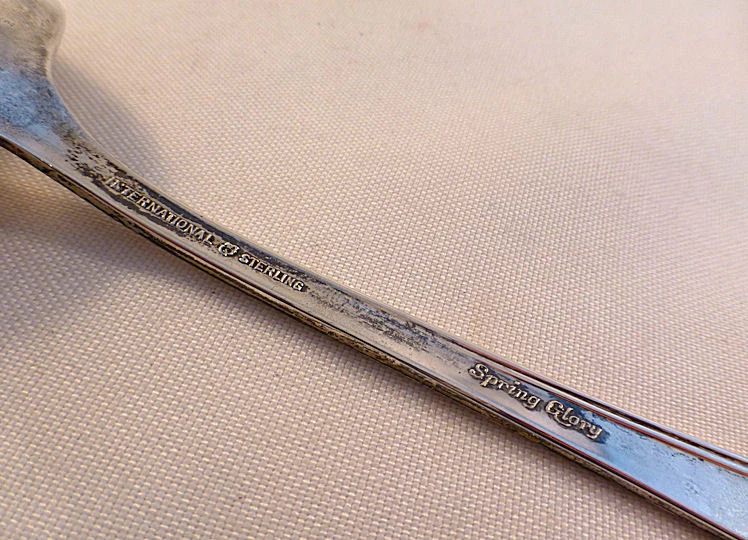 INTERNATIONAL STERLING
Spring Glory